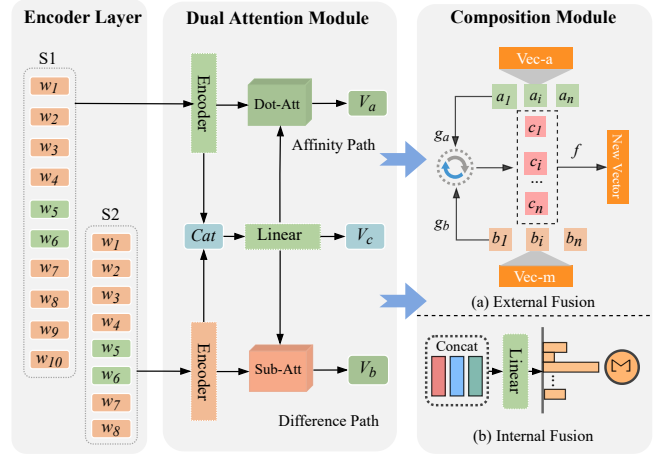 Encoder Layer
S1
w1
w2
w3
w4
w5
w6
w7
w8
w9
w10
S2
w1
w2
w3
w4
w5
w6
w7
w8
Dual Attention Module
Encoder
Dot-Att
Va
Affinity Path
Cat
Linear
Vc
Encoder
Sub-Att
Vb
Difference Path
Composition Module
Vec-a
a1 ai an
ga
c1
ci
...
cn
f
New Vector
gb
b1 bi bn
Vec-m
(a) External Fusion
Concat
Linear
...
M
(b) Internal Fusion